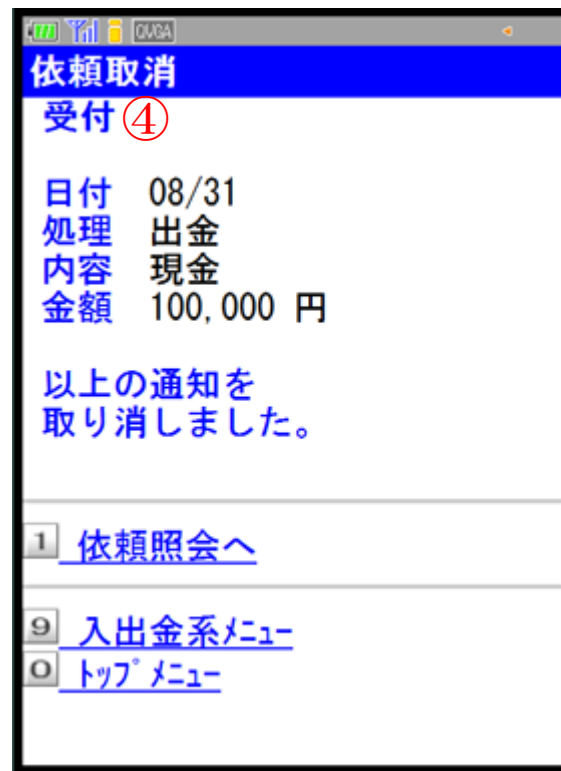 QVGA
依頼取消
受付④
日付 08/31
処理 出金
内容 現金
金額 100,000 円
以上の通知を
取り消しました。
1 依頼照会へ
9 入出金系ﾒﾆｭｰ
0 ﾄｯﾌﾟﾒﾆｭｰ